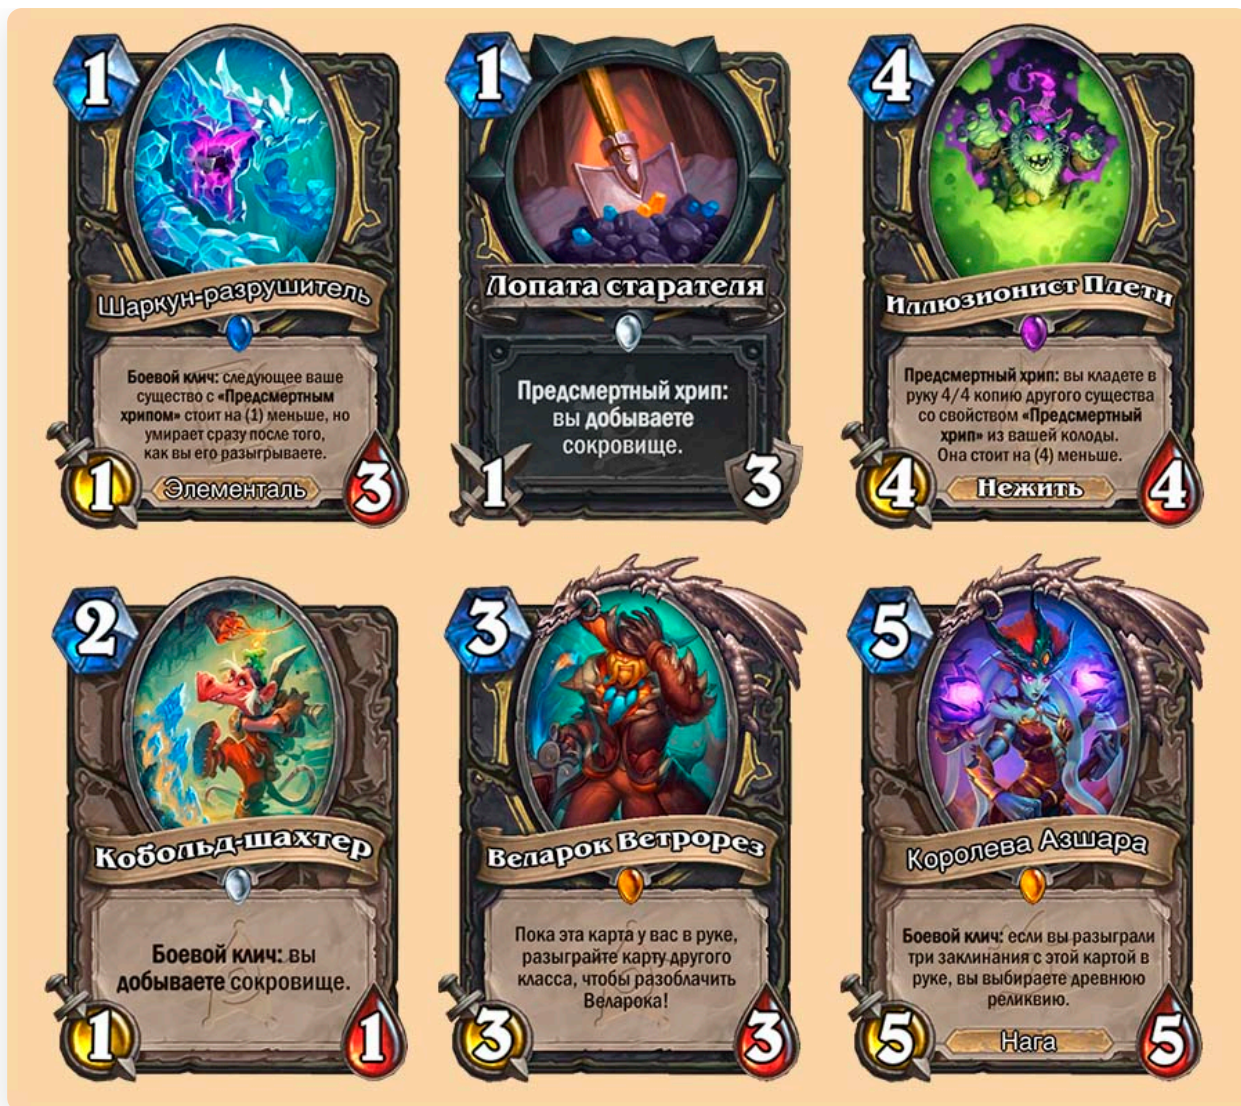 1
Шаркун-разрушитель
Боевой клич: следующее ваше
существо с «Предсмертным
хрипом» стоит на (1) меньше, но
умирает сразу после того,
как вы его разыгрываете.
1
Элементаль
3
1
Лопата старателя
Предсмертный хрип:
вы добываете
сокровище.
1
3
4
Иллюзионист Плети
Предсмертный хрип: вы кладете в
руку 4/4 копию другого существа
со свойством «Предсмертный
хрип» из вашей колоды.
Она стоит на (4) меньше.
4
Нежить
4
2
Кобольд-шахтер
Боевой клич: вы
добываете сокровище.
1
1
3
Веларок Ветрорез
Пока эта карта у вас в руке,
разыграйте карту другого
класса, чтобы разоблачить
Веларока!
3
3
5
Королева Азшара
Боевой клич: если вы разыграли
три заклинания с этой картой в
руке, вы выбираете древнюю
реликвию.
5
Нага
5